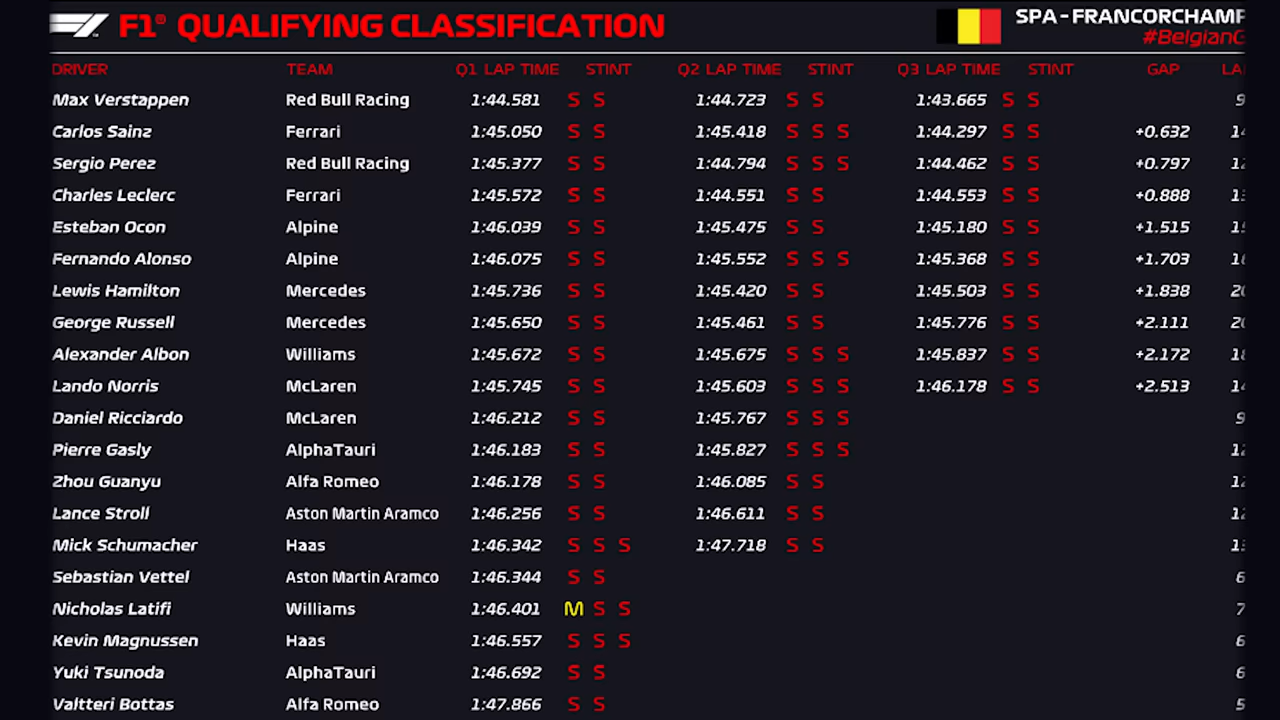 F1® QUALIFYING CLASSIFICATION SPA-FRANCORCHAMP
#BelgianG
DRIVER TEAM Q1 LAP TIME STINT Q2 LAP TIME STINT Q3 LAP TIME STINT GAP LA
Max Verstappen Red Bull Racing 1:44.581 S S 1:44.723 S S 1:43.665 S S 9
Carlos Sainz Ferrari 1:45.050 S S 1:45.418 S S S 1:44.297 S S +0.632 14
Sergio Perez Red Bull Racing 1:45.377 S S 1:44.794 S S S 1:44.462 S S +0.797 12
Charles Leclerc Ferrari 1:45.572 S S 1:44.551 S S 1:44.553 S S +0.888 13
Esteban Ocon Alpine 1:46.039 S S 1:45.475 S S 1:45.180 S S +1.515
Fernando Alonso Alpine 1:46.075 S S 1:45.552 S S S 1:45.368 S S +1.703
Lewis Hamilton Mercedes 1:45.736 S S 1:45.420 S S 1:45.503 S S +1.838 20
George Russell Mercedes 1:45.650 S S 1:45.461 S S 1:45.776 S S +2.111 20
Alexander Albon Williams 1:45.672 S S 1:45.675 S S S 1:45.837 S S +2.172
Lando Norris McLaren 1:45.745 S S 1:45.603 S S S 1:46.178 S S +2.513 14
Daniel Ricciardo McLaren 1:46.212 S S 1:45.767 S S S 9
Pierre Gasly AlphaTauri 1:46.183 S S 1:45.827 S S S 12
Zhou Guanyu Alfa Romeo 1:46.178 S S 1:46.085 S S 12
Lance Stroll Aston Martin Aramco 1:46.256 S S 1:46.611 S S 12
Mick Schumacher Haas 1:46.342 S S S 1:47.718 S S 13
Sebastian Vettel Aston Martin Aramco 1:46.344 S S 6
Nicholas Latifi Williams 1:46.401 M S S 7
Kevin Magnussen Haas 1:46.557 S S S 6
Yuki Tsunoda AlphaTauri 1:46.692 S S 6
Valtteri Bottas Alfa Romeo 1:47.866 S S 5